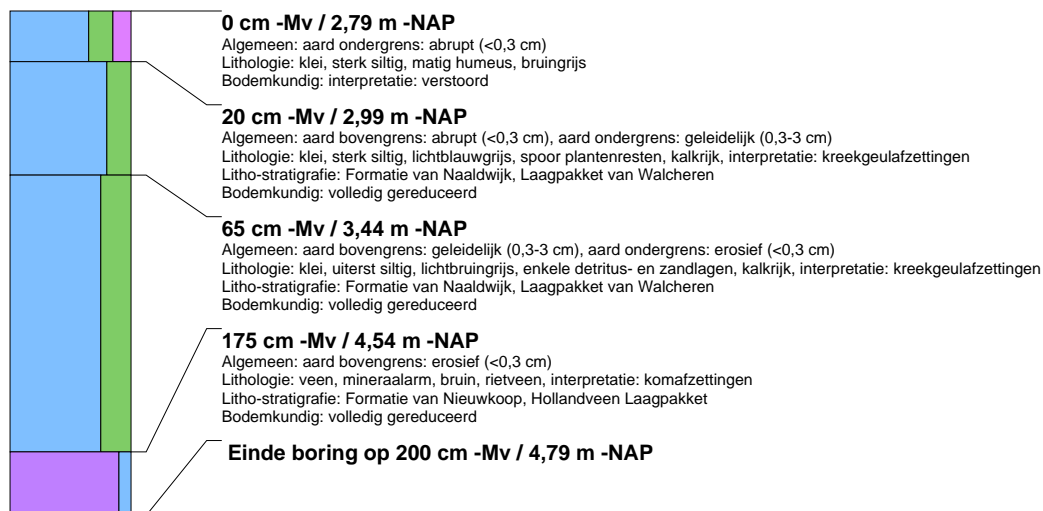 0 cm -Mv / 2,79 m -NAP
Algemeen: aard ondergrens: abrupt (<0,3 cm)
Lithologie: klei, sterk siltig, matig humeus, bruingrijs
Bodemkundig: interpretatie: verstoord
20 cm -Mv / 2,99 m -NAP
Algemeen: aard bovengrens: abrupt (<0,3 cm), aard ondergrens: geleidelijk (0,3-3 cm)
Lithologie: klei, sterk siltig, lichtblauwgrijs, spoor plantenresten, kalkrijk, interpretatie: kreekgeulafzettingen
Litho-stratigrafie: Formatie van Naaldwijk, Laagpakket van Walcheren
Bodemkundig: volledig gereduceerd
65 cm -Mv / 3,44 m -NAP
Algemeen: aard bovengrens: geleidelijk (0,3-3 cm), aard ondergrens: erosief (<0,3 cm)
Lithologie: klei, uiterst siltig, lichtbruingrijs, enkele detritus- en zandlagen, kalkrijk, interpretatie: kreekgeulafzettingen
Litho-stratigrafie: Formatie van Naaldwijk, Laagpakket van Walcheren
Bodemkundig: volledig gereduceerd
175 cm -Mv / 4,54 m -NAP
Algemeen: aard bovengrens: erosief (<0,3 cm)
Lithologie: veen, mineraalarm, bruin, rietveen, interpretatie: komafzettingen
Litho-stratigrafie: Formatie van Nieuwkoop, Hollandveen Laagpakket
Bodemkundig: volledig gereduceerd
Einde boring op 200 cm -Mv / 4,79 m -NAP